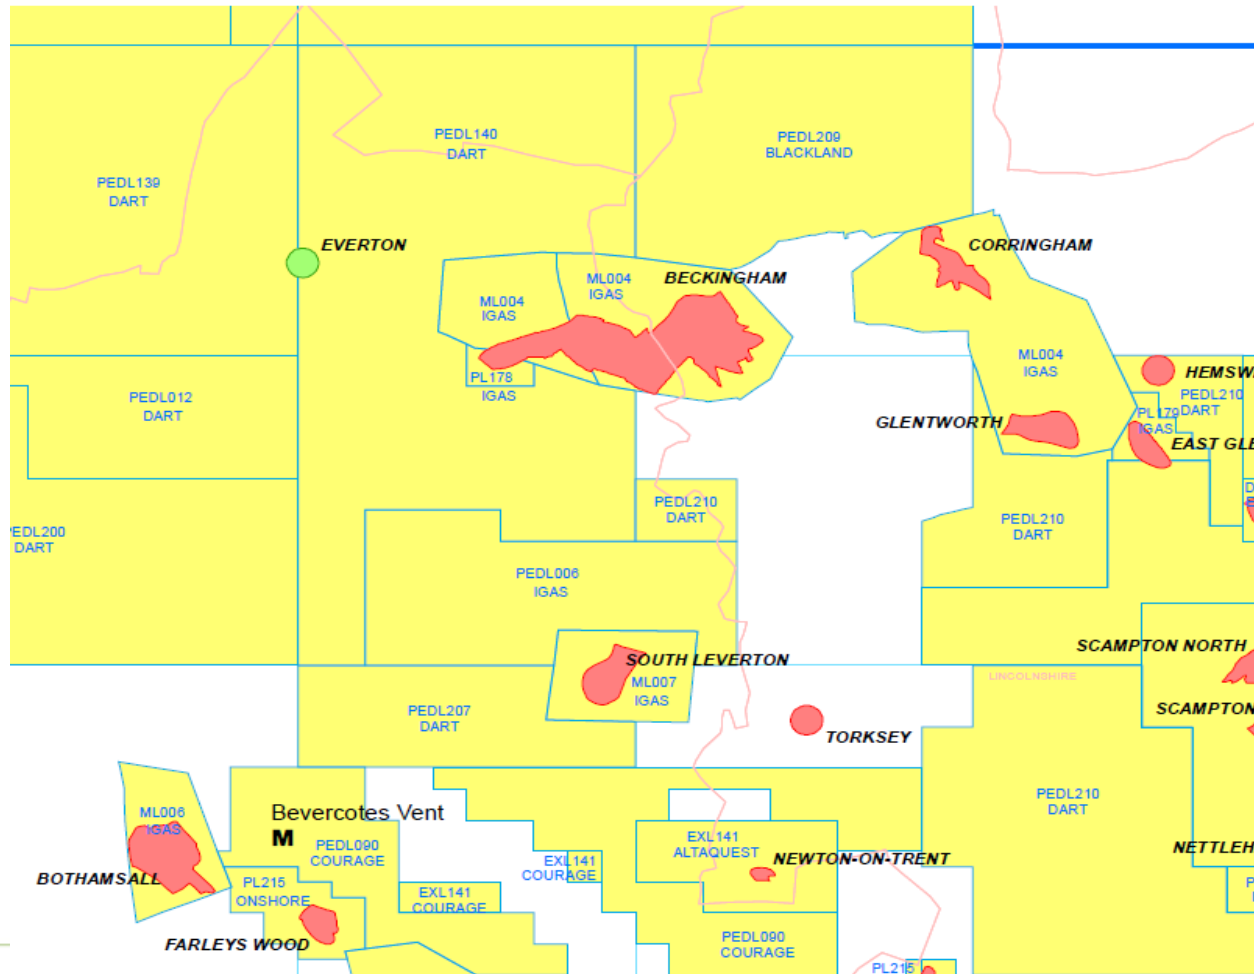 PEDL140
DART
PEDL209
BLACKLAND
PEDL139
DART
EVERTON
CORRINGHAM
BECKINGHAM
ML004
IGAS
ML004
IGAS
ML004
IGAS
PL178
IGAS
HEMSW
PEDL210
DART
PEDL012
DART
GLENTWORTH
PL179
IGAS
EAST GLE
PEDL210
DART
PEDL210
DART
PEDL200
DART
PEDL006
IGAS
SOUTH LEVERTON
ML007
IGAS
SCAMPTON NORTH
LINCOLNSHIRE
PEDL207
DART
SCAMPTON
TORKSEY
PEDL210
DART
ML006
IGAS
Bevercotes Vent
M
PEDL090
COURAGE
EXL141
ALTAQUEST
NEWTON-ON-TRENT
NETTLEH
EXL141
COURAGE
BOTHAMSALL
PL215
ONSHORE
EXL141
COURAGE
FARLEYS WOOD
PEDL090
COURAGE
PL215